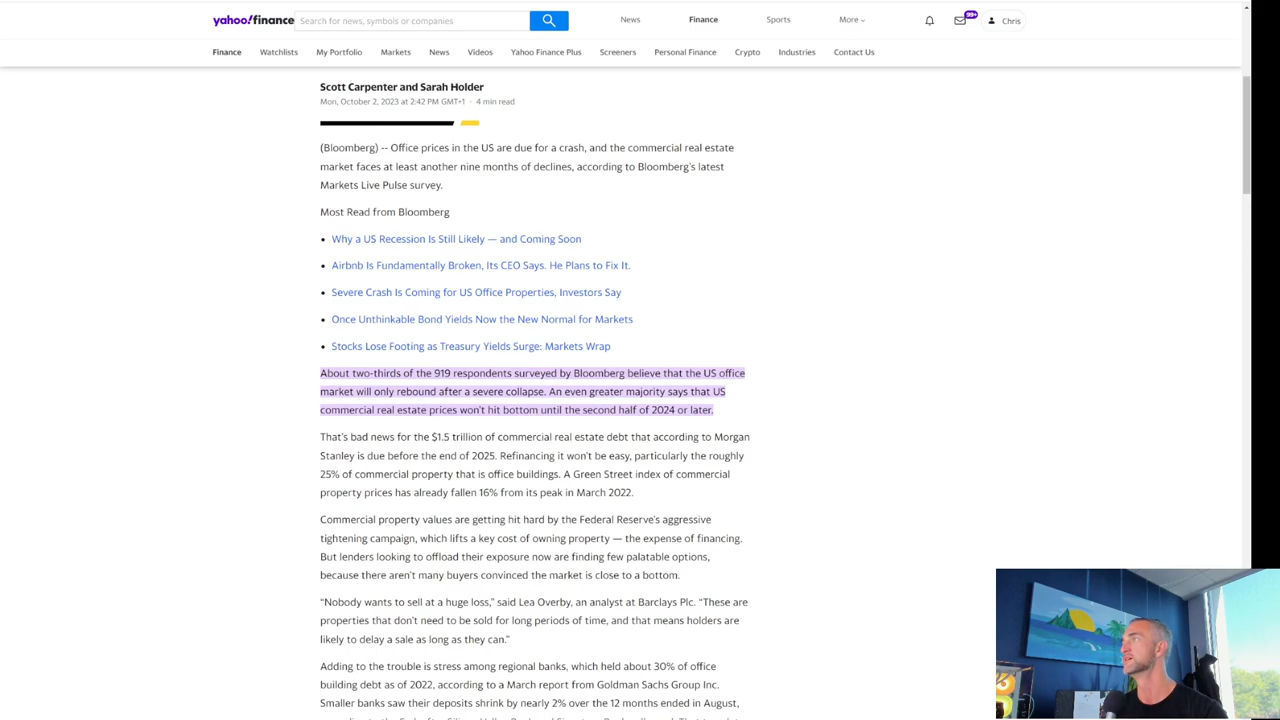 yahoo!finance
Search for news, symbols or companies
News
Finance
Sports
More
99+
Chris
Finance
Watchlists
My Portfolio
Markets
News
Videos
Yahoo Finance Plus
Screeners
Personal Finance
Crypto
Industries
Contact Us
Scott Carpenter and Sarah Holder
Mon, October 2, 2023 at 2:42 PM GMT+1 · 4 min read
(Bloomberg) -- Office prices in the US are due for a crash, and the commercial real estate
market faces at least another nine months of declines, according to Bloomberg's latest
Markets Live Pulse survey.
Most Read from Bloomberg
• Why a US Recession Is Still Likely — and Coming Soon
• Airbnb Is Fundamentally Broken, Its CEO Says. He Plans to Fix It.
• Severe Crash Is Coming for US Office Properties, Investors Say
• Once Unthinkable Bond Yields Now the New Normal for Markets
• Stocks Lose Footing as Treasury Yields Surge: Markets Wrap
About two-thirds of the 919 respondents surveyed by Bloomberg believe that the US office
market will only rebound after a severe collapse. An even greater majority says that US
commercial real estate prices won't hit bottom until the second half of 2024 or later.
That's bad news for the $1.5 trillion of commercial real estate debt that according to Morgan
Stanley is due before the end of 2025. Refinancing it won't be easy, particularly the roughly
25% of commercial property that is office buildings. A Green Street index of commercial
property prices has already fallen 16% from its peak in March 2022.
Commercial property values are getting hit hard by the Federal Reserve's aggressive
tightening campaign, which lifts a key cost of owning property — the expense of financing.
But lenders looking to offload their exposure now are finding few palatable options,
because there aren't many buyers convinced the market is close to a bottom.
“Nobody wants to sell at a huge loss,” said Lea Overby, an analyst at Barclays Plc. “These are
properties that don't need to be sold for long periods of time, and that means holders are
likely to delay a sale as long as they can.”
Adding to the trouble is stress among regional banks, which held about 30% of office
building debt as of 2022, according to a March report from Goldman Sachs Group Inc.
Smaller banks saw their deposits shrink by nearly 2% over the 12 months ended in August,